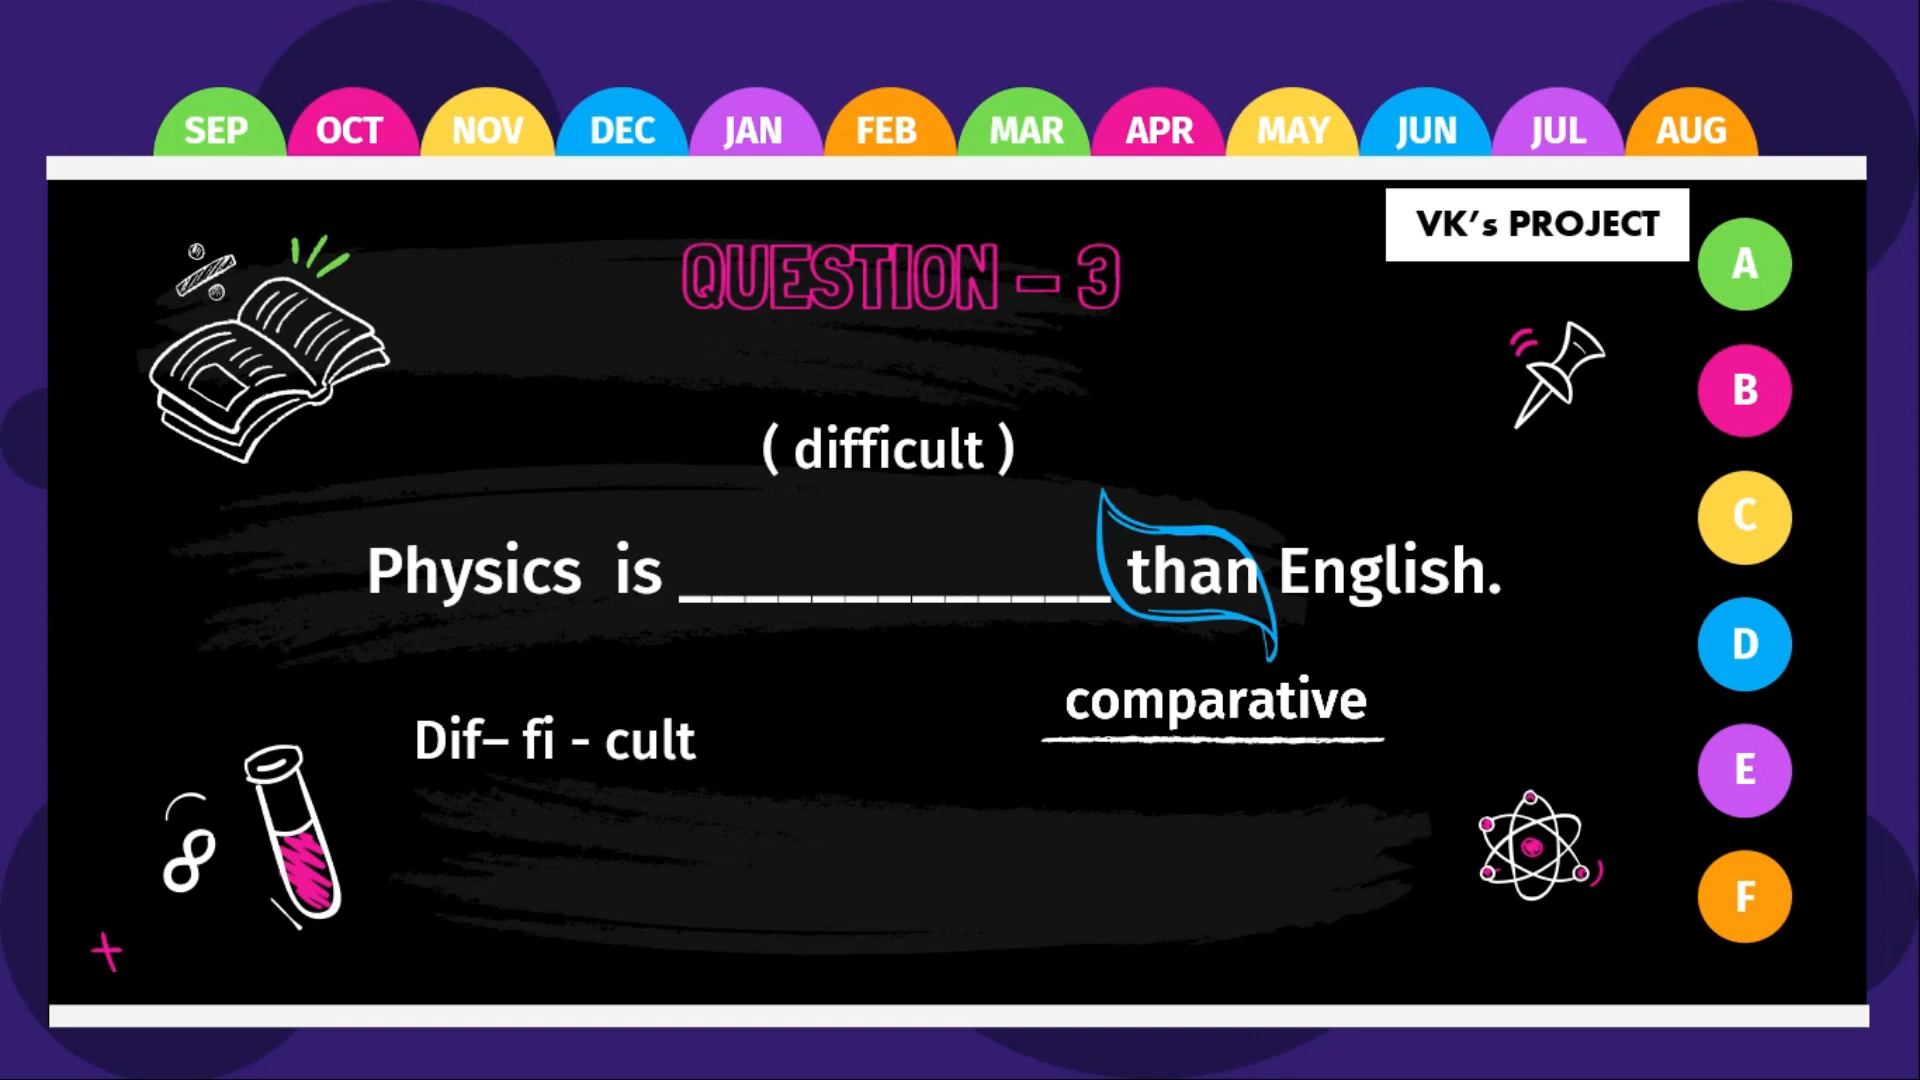 SEP OCT NOV DEC JAN FEB MAR APR MAY JUN JUL AUG
VK's PROJECT
QUESTION – 3
( difficult )
Physics is _____________ than English.
comparative
Dif– fi - cult
A
B
C
D
E
F